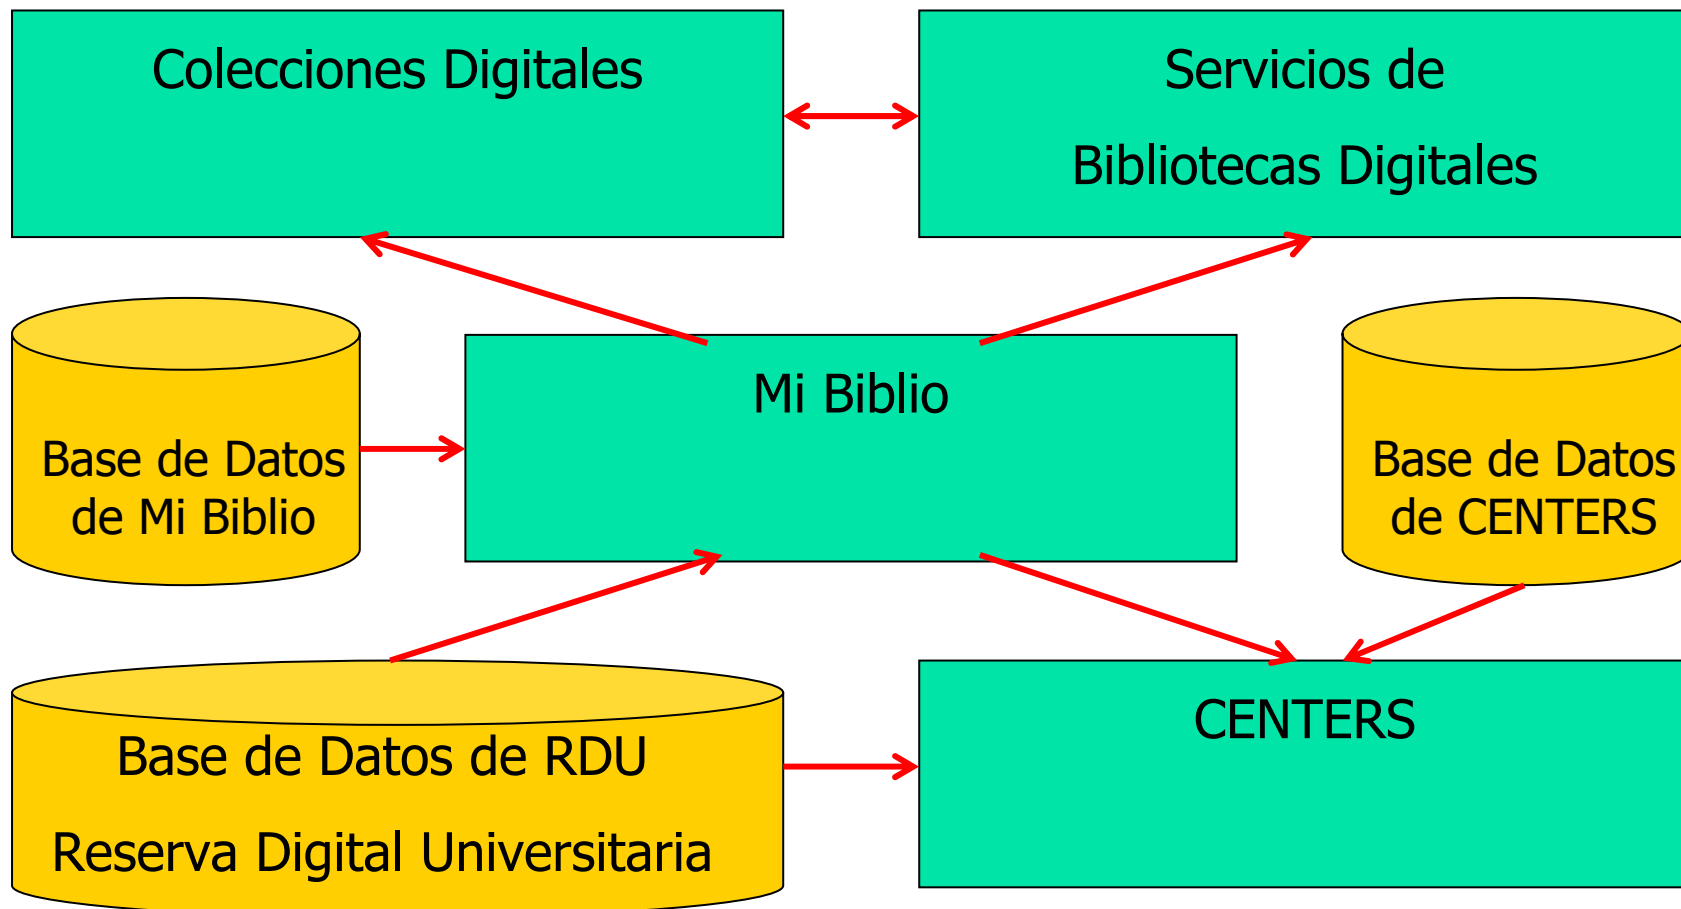 Colecciones Digitales
Servicios de
Bibliotecas Digitales
Mi Biblio
Base de Datos
de Mi Biblio
Base de Datos
de CENTERS
Base de Datos de RDU
Reserva Digital Universitaria
CENTERS